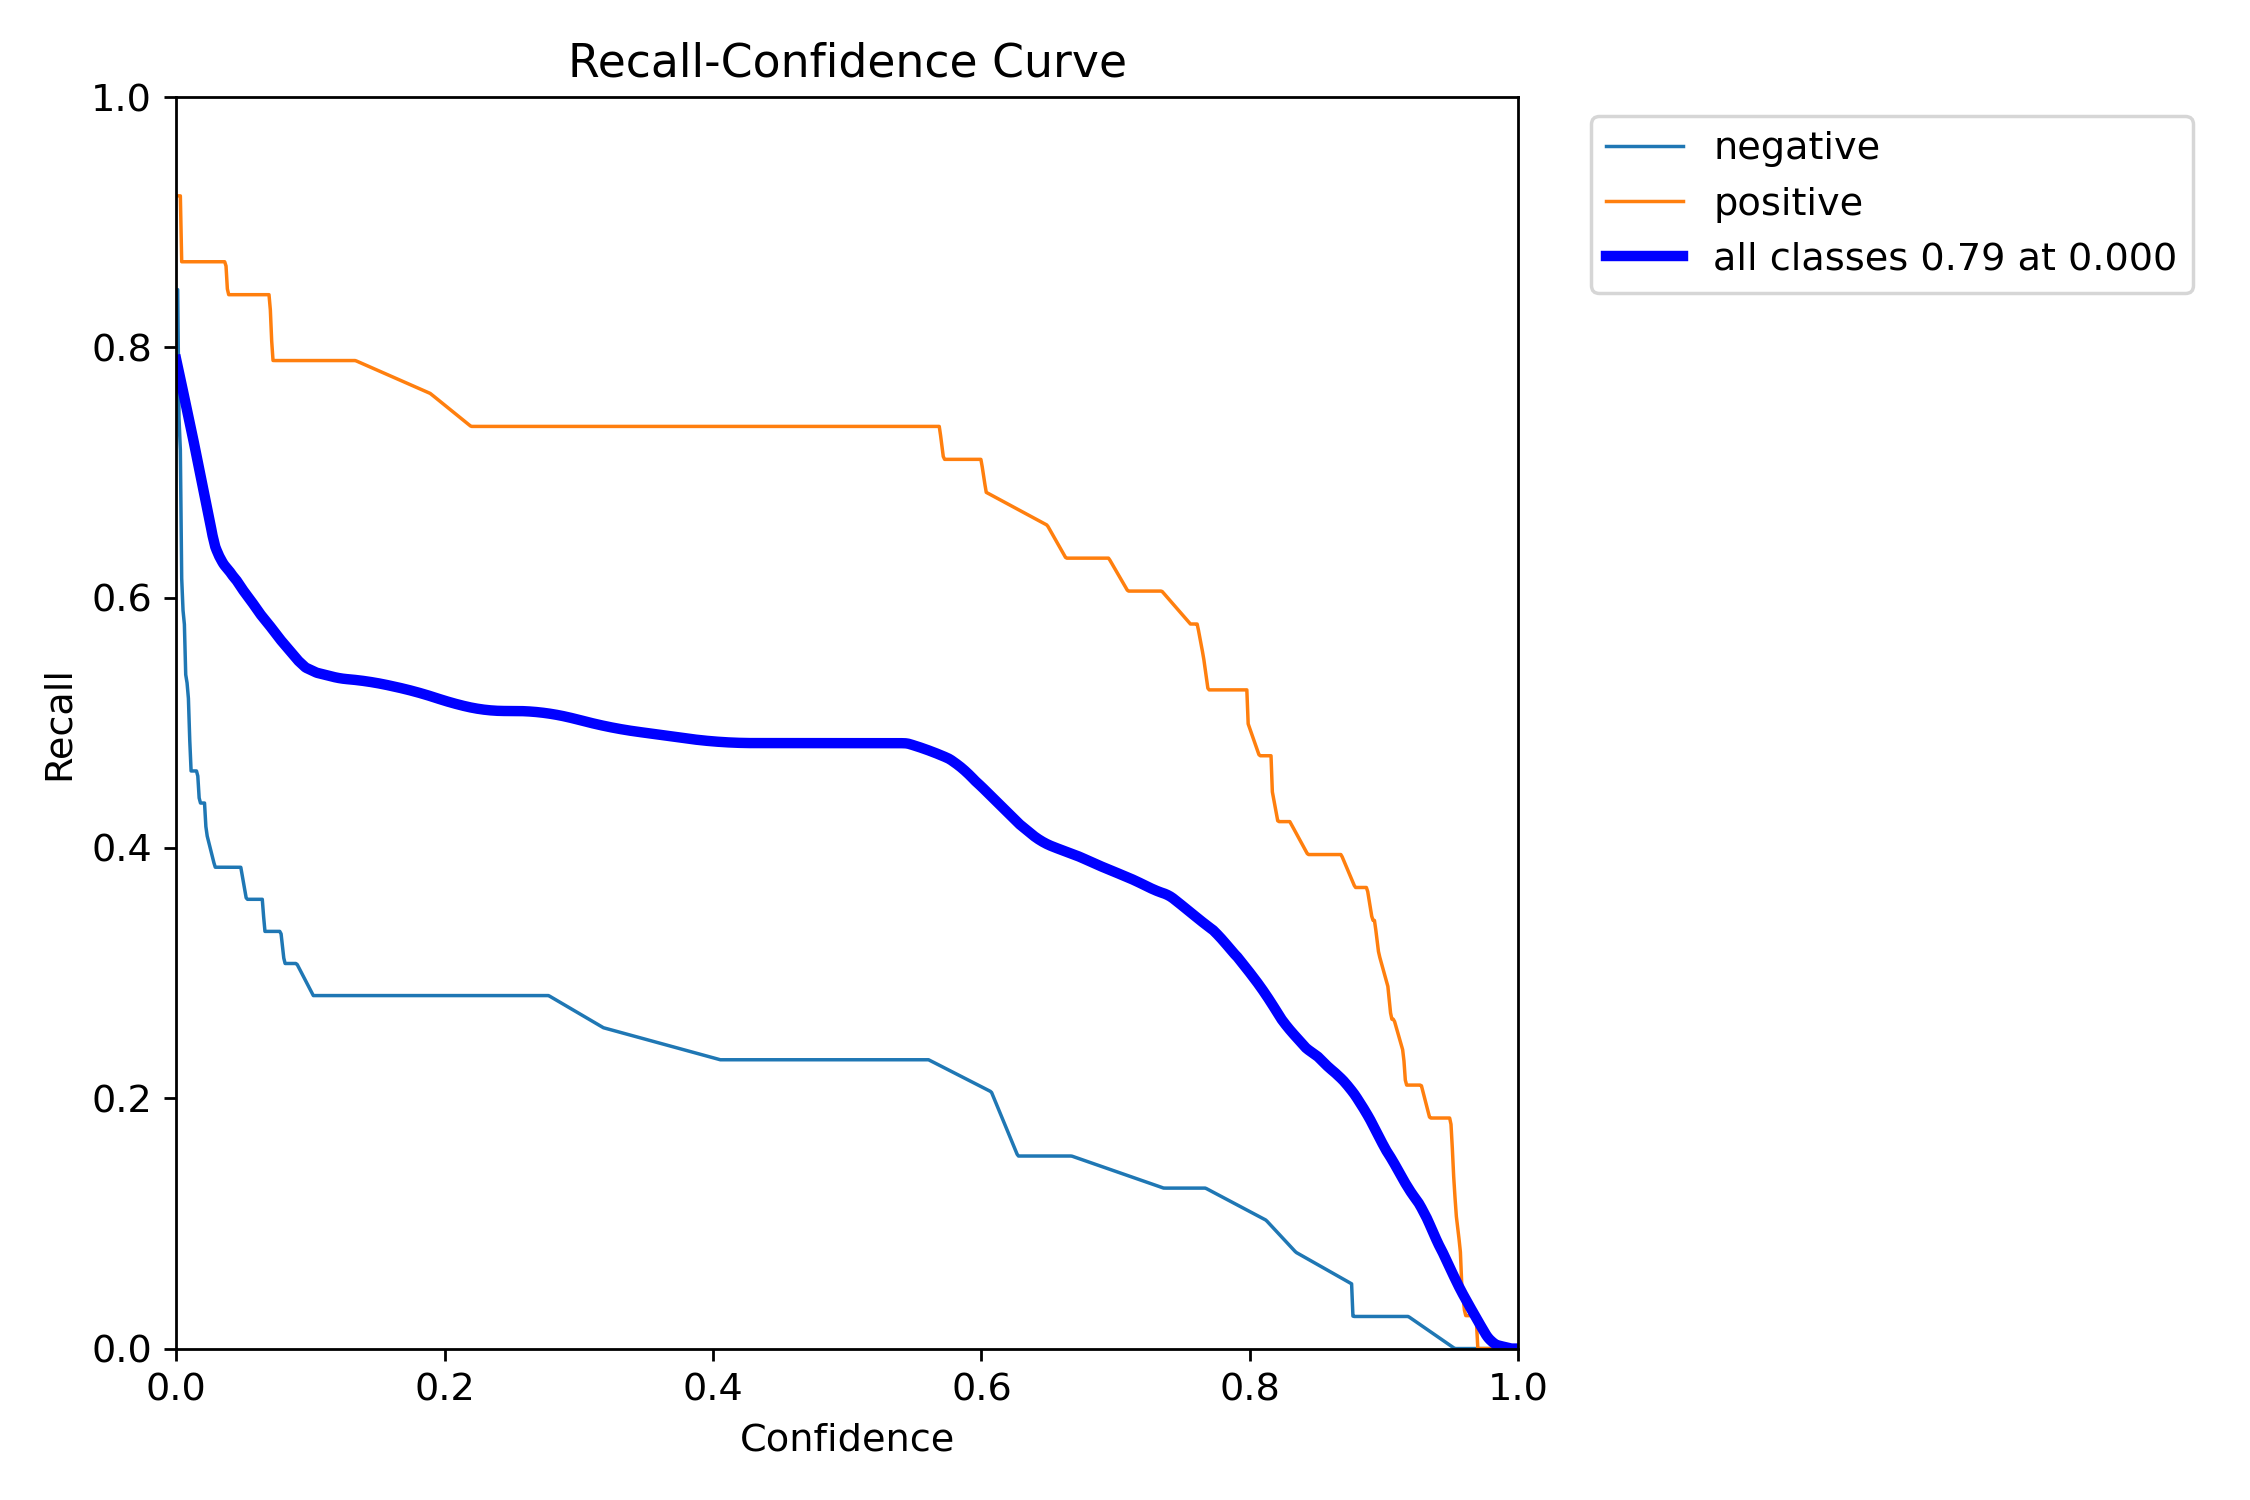 Recall-Confidence Curve
1.0
0.8
0.6
0.4
0.2
0.0
Recall
0.0 0.2 0.4 0.6 0.8 1.0
Confidence
negative
positive
all classes 0.79 at 0.000